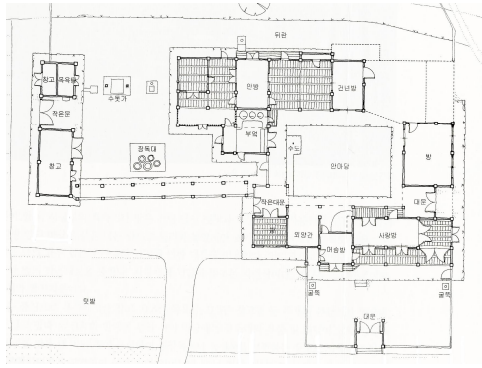 뒤란
창고
목욕탕
수돗가
안방
건넌방
작은문
부엌
장독대
수도
안마당
방
창고
작은대문
대문
외양간
사랑방
머슴방
굴뚝
굴뚝
대문
텃밭